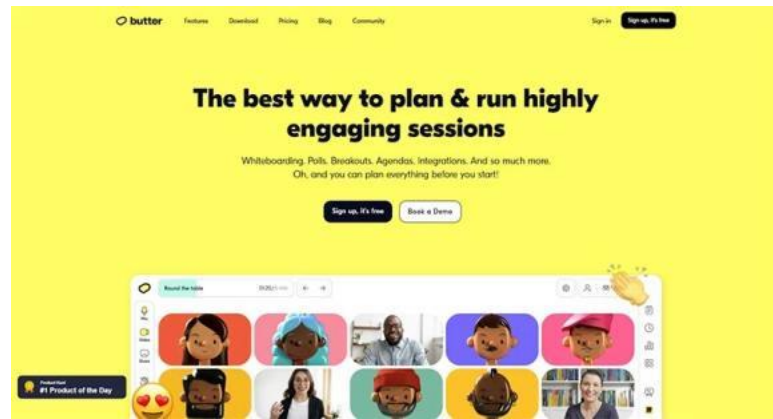 butter
Features
Download
Pricing
Blog
Community
Sign in
Sign up, it's free
The best way to plan & run highly
engaging sessions
Whiteboarding. Polls. Breakouts. Agendas. Integrations. And so much more.
Oh, and you can plan everything before you start!
Sign up, it's free
Book a Demo
Round the table
Product Hunt
#1 Product of the Day